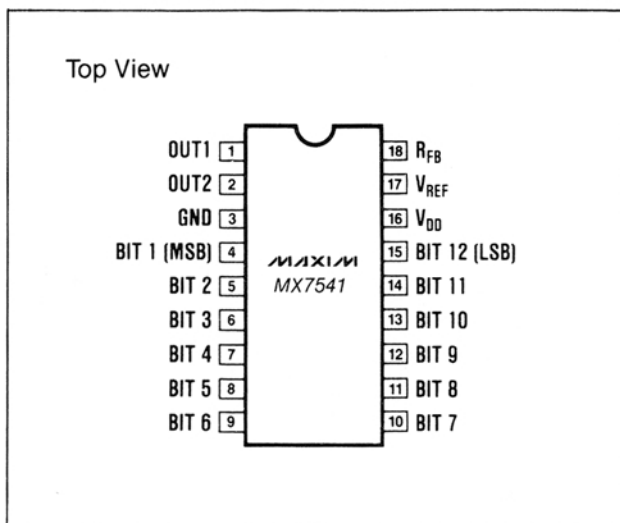 Top View
OUT1 1
OUT2 2
GND 3
BIT 1 (MSB) 4
BIT 2 5
BIT 3 6
BIT 4 7
BIT 5 8
BIT 6 9
MAXIM
MX7541
18 RFB
17 VREF
16 VDD
15 BIT 12 (LSB)
14 BIT 11
13 BIT 10
12 BIT 9
11 BIT 8
10 BIT 7